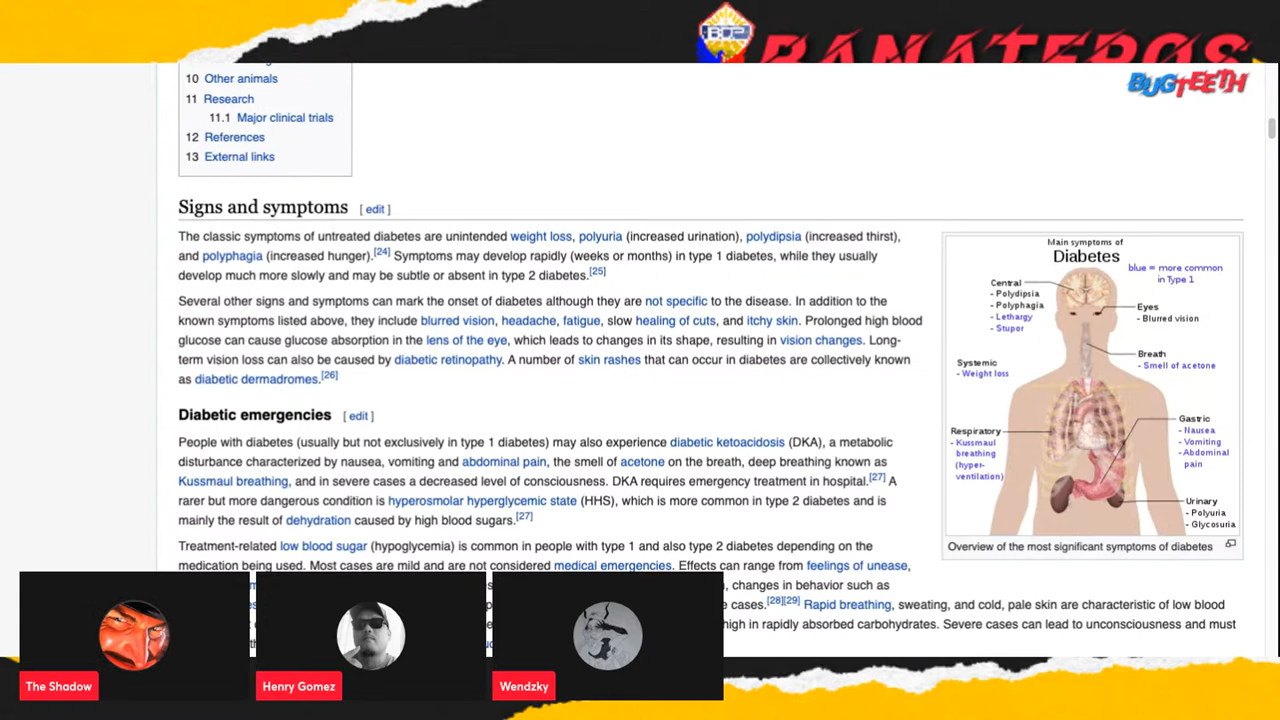 BANATEROS
BUGTEETH
10 Other animals
11 Research
11.1 Major clinical trials
12 References
13 External links
Signs and symptoms [ edit ]
The classic symptoms of untreated diabetes are unintended weight loss, polyuria (increased urination), polydipsia (increased thirst),
and polyphagia (increased hunger).[24] Symptoms may develop rapidly (weeks or months) in type 1 diabetes, while they usually
develop much more slowly and may be subtle or absent in type 2 diabetes.[25]
Several other signs and symptoms can mark the onset of diabetes although they are not specific to the disease. In addition to the
known symptoms listed above, they include blurred vision, headache, fatigue, slow healing of cuts, and itchy skin. Prolonged high blood
glucose can cause glucose absorption in the lens of the eye, which leads to changes in its shape, resulting in vision changes. Long-
term vision loss can also be caused by diabetic retinopathy. A number of skin rashes that can occur in diabetes are collectively known
as diabetic dermadromes.[26]
Diabetic emergencies [ edit ]
People with diabetes (usually but not exclusively in type 1 diabetes) may also experience diabetic ketoacidosis (DKA), a metabolic
disturbance characterized by nausea, vomiting and abdominal pain, the smell of acetone on the breath, deep breathing known as
Kussmaul breathing, and in severe cases a decreased level of consciousness. DKA requires emergency treatment in hospital.[27] A
rarer but more dangerous condition is hyperosmolar hyperglycemic state (HHS), which is more common in type 2 diabetes and is
mainly the result of dehydration caused by high blood sugars.[27]
Treatment-related low blood sugar (hypoglycemia) is common in people with type 1 and also type 2 diabetes depending on the
medication being used. Most cases are mild and are not considered medical emergencies. Effects can range from feelings of unease,
, changes in behavior such as
e cases.[28][29] Rapid breathing, sweating, and cold, pale skin are characteristic of low blood
high in rapidly absorbed carbohydrates. Severe cases can lead to unconsciousness and must
Main symptoms of
Diabetes
blue = more common
in Type 1
Central
- Polydipsia
- Polyphagia
- Lethargy
- Stupor
Eyes
- Blurred vision
Breath
- Smell of acetone
Systemic
- Weight loss
Respiratory
- Kussmaul
breathing
(hyper-
ventilation)
Gastric
- Nausea
- Vomiting
- Abdominal
pain
Urinary
- Polyuria
- Glycosuria
Overview of the most significant symptoms of diabetes
The Shadow
Henry Gomez
Wendzky